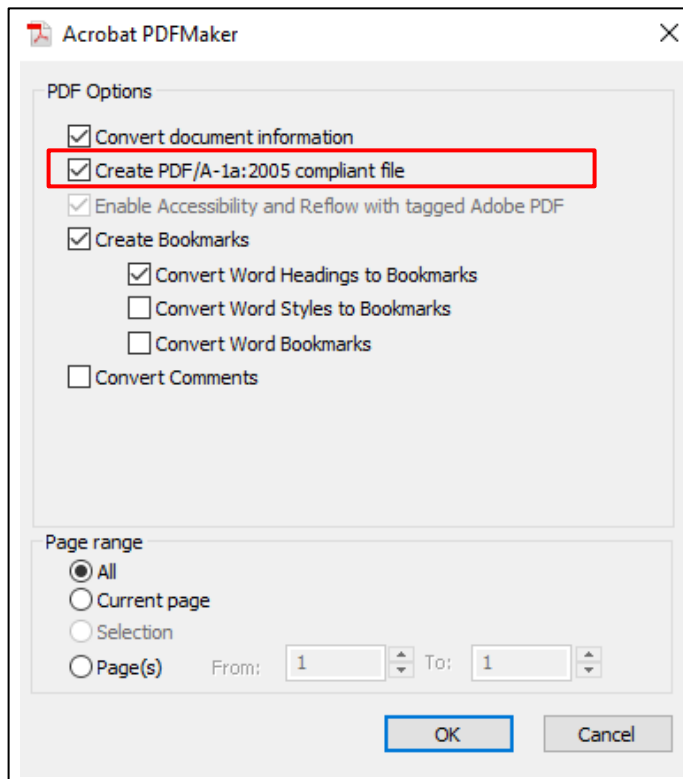 Acrobat PDFMaker
PDF Options
Convert document information
Create PDF/A-1a:2005 compliant file
Enable Accessibility and Reflow with tagged Adobe PDF
Create Bookmarks
Convert Word Headings to Bookmarks
Convert Word Styles to Bookmarks
Convert Word Bookmarks
Convert Comments
Page range
All
Current page
Selection
Page(s) From: 1 To: 1
OK Cancel